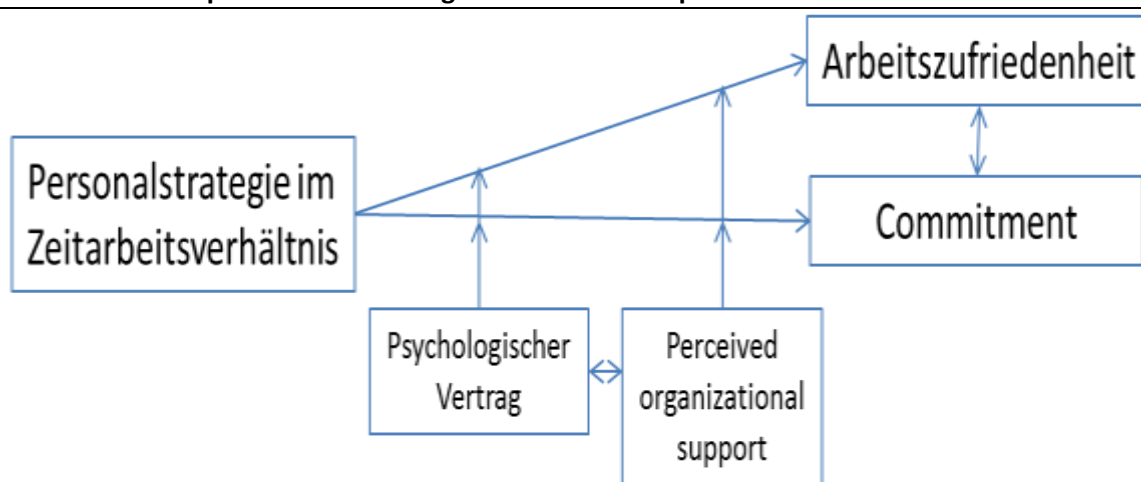 Arbeitszufriedenheit
Personalstrategie im
Zeitarbeitsverhältnis
Commitment
Psychologischer
Vertrag
Perceived
organizational
support